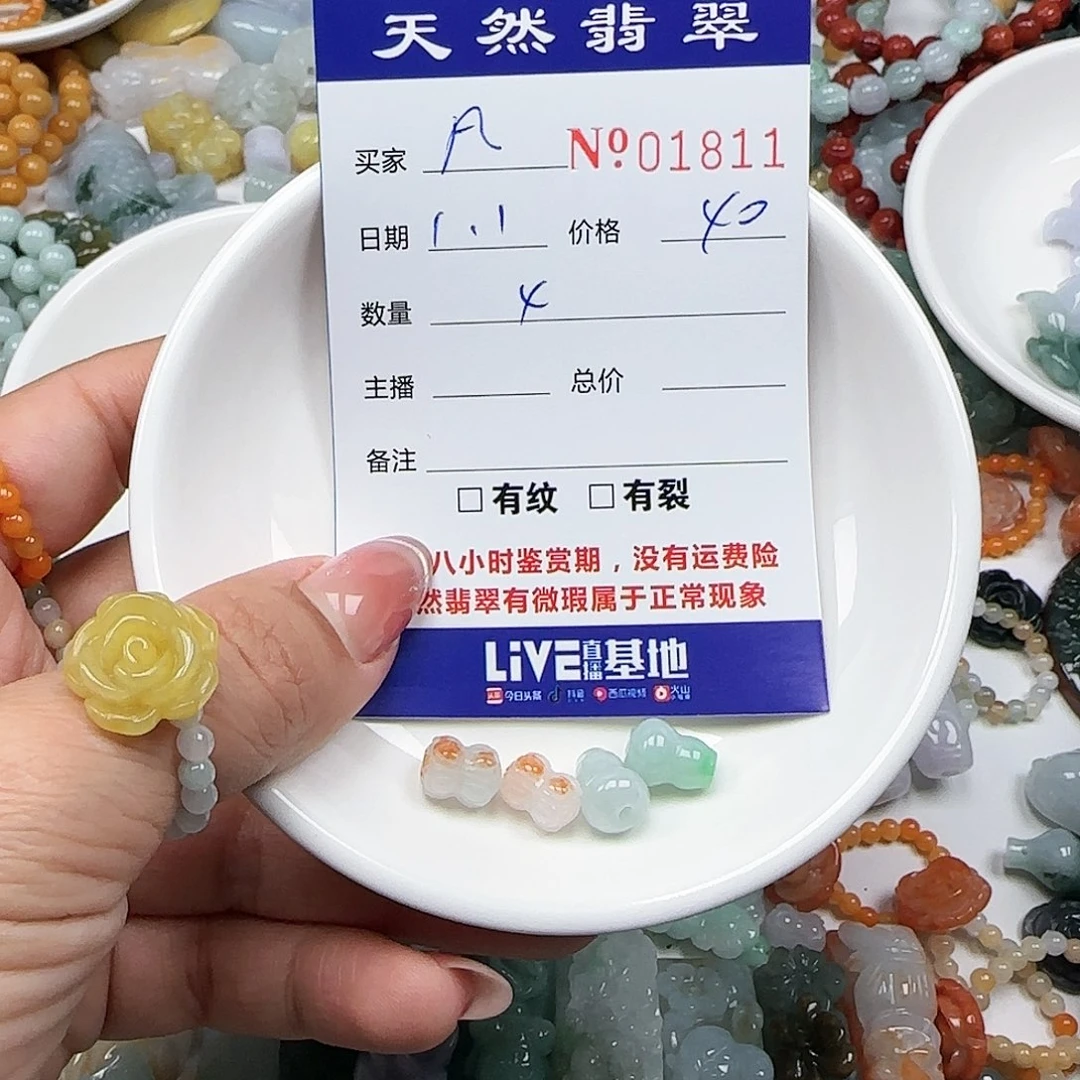 天然翡翠
买家 A №01811
日期 1.1 价格 40
数量 4
主播 总价
备注
□有纹 □有裂
八小时鉴赏期，没有运费险
然翡翠有微瑕属于正常现象
LiVE直播基地
头条 今日头条 抖音 西瓜视频 火山